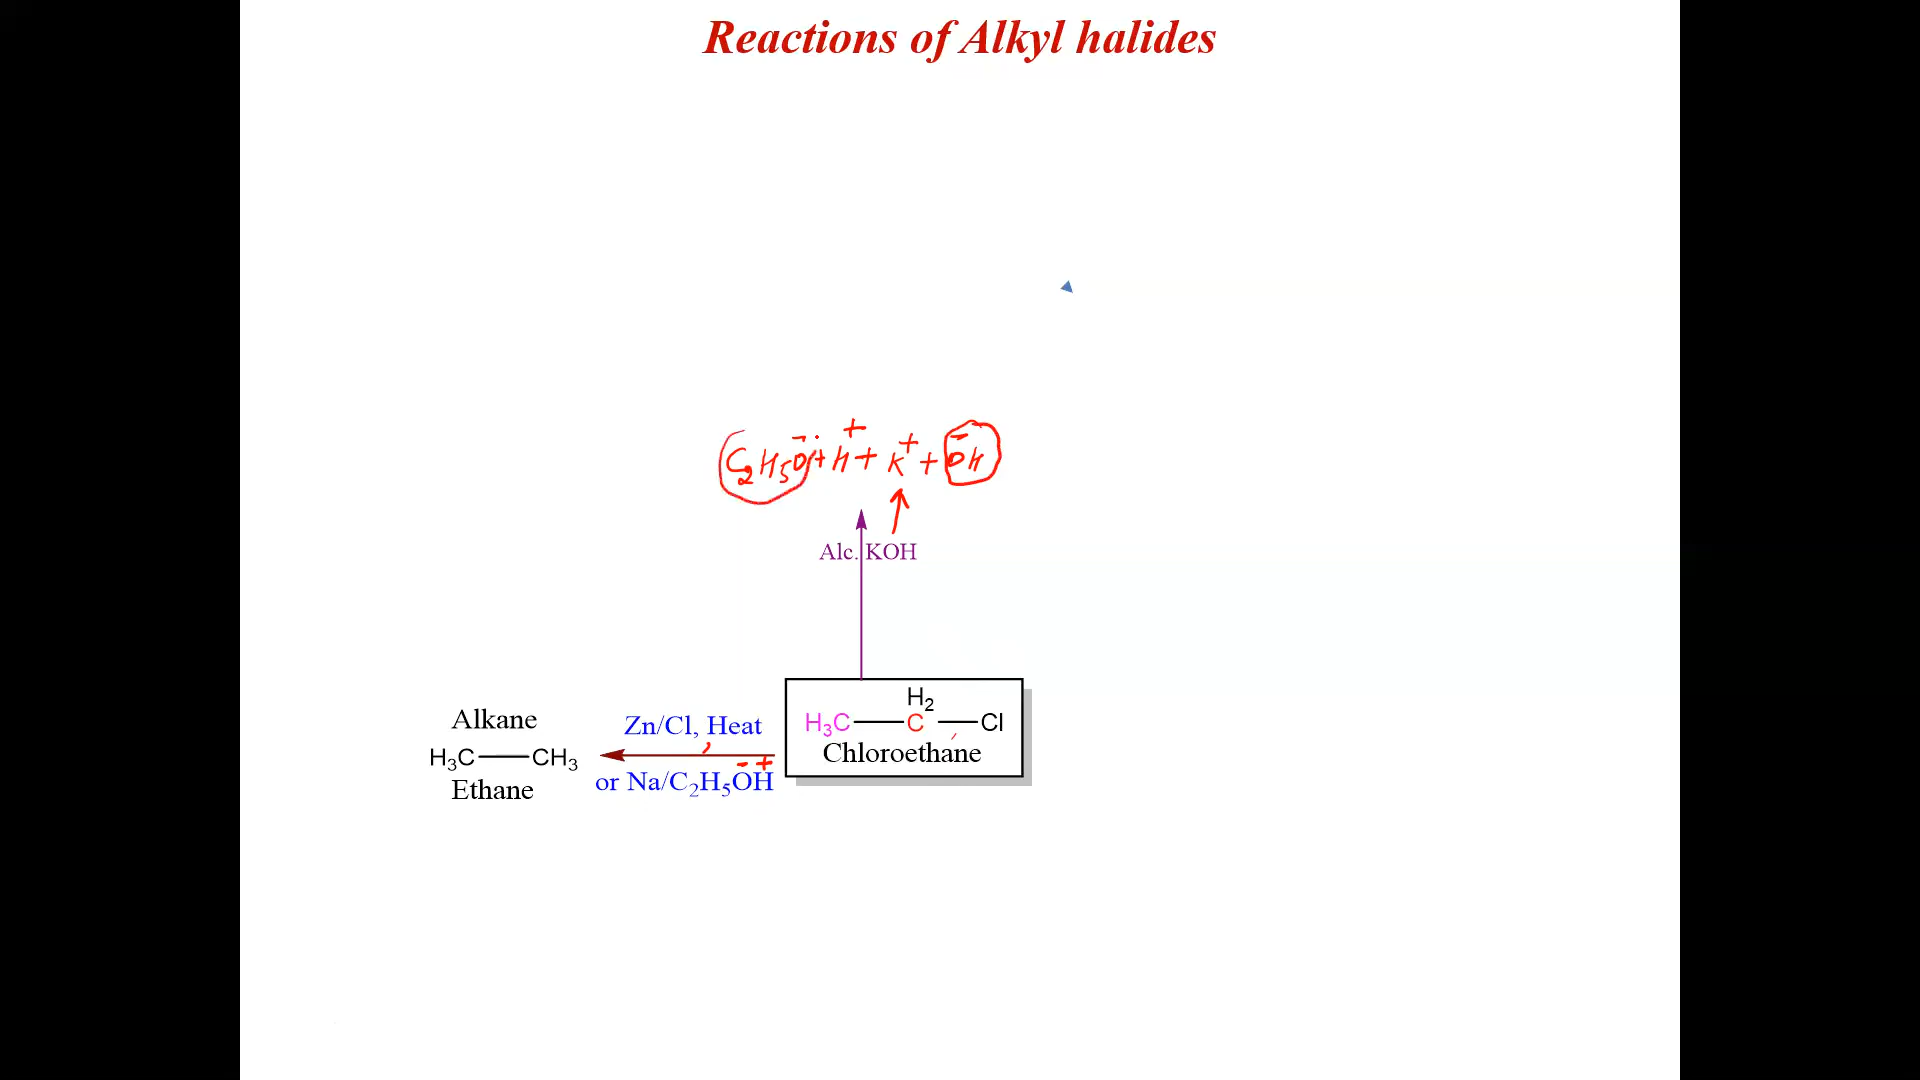 Reactions of Alkyl halides
C₂H₅O⁻ + H⁺ + K⁺ + ⁻OH
Alc. KOH
H₂
H₃C—C—Cl
Chloroethane
Zn/Cl, Heat
or Na/C₂H₅OH
- +
Alkane
H₃C—CH₃
Ethane